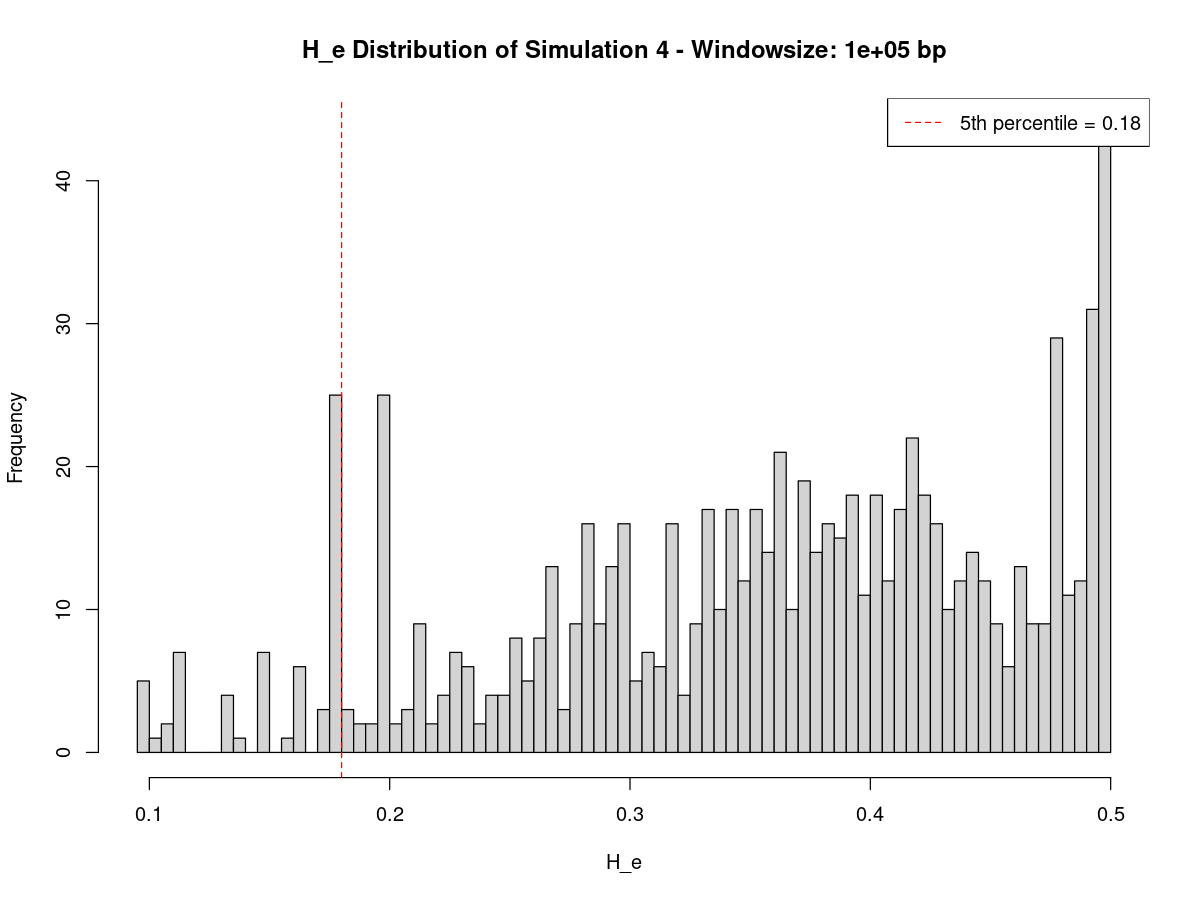 H_e Distribution of Simulation 4 - Windowsize: 1e+05 bp
5th percentile = 0.18
Frequency
40
30
20
10
0
0.1
0.2
0.3
0.4
0.5
H_e